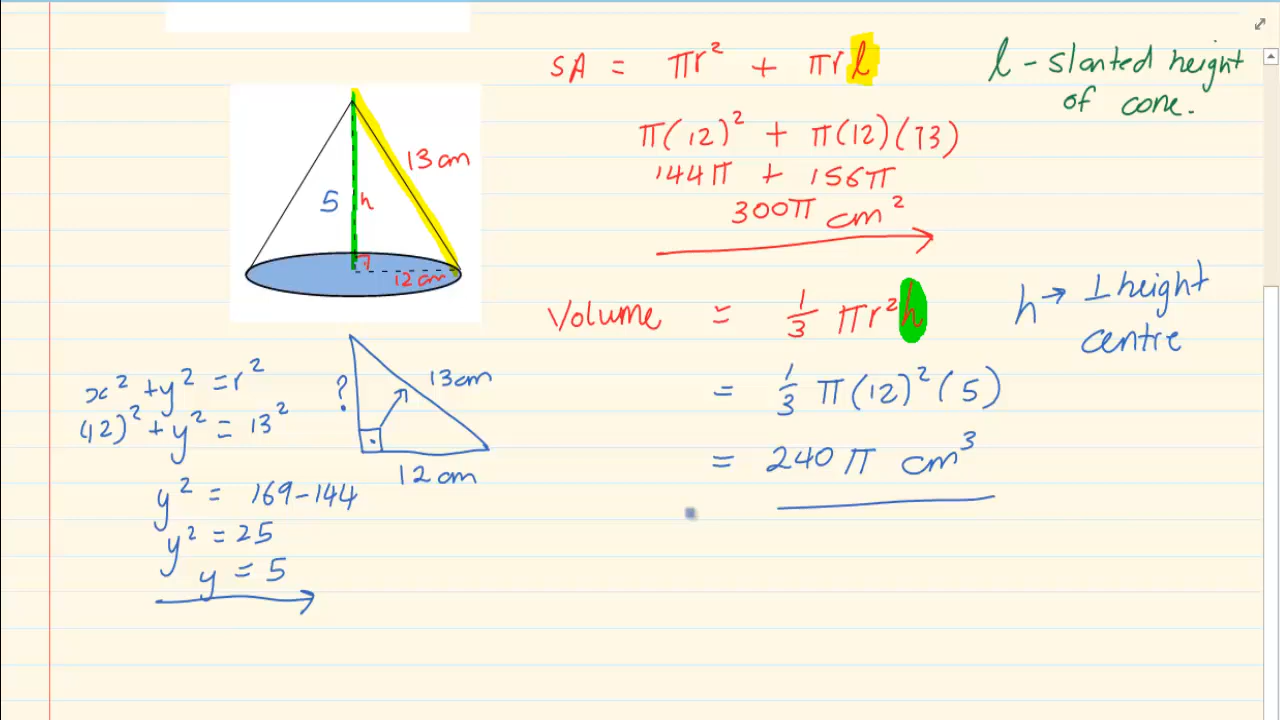 SA = πr² + πrl
l - slanted height
of cone.
π(12)² + π(12)(13)
144π + 156π
300π cm²
13cm
5 h
12cm
Volume = 1/3 πr²h
h → ⊥ height
centre
= 1/3 π(12)²(5)
= 240π cm³
x² + y² = r²
(12)² + y² = 13²
y² = 169-144
y² = 25
y = 5
? 13cm
12cm